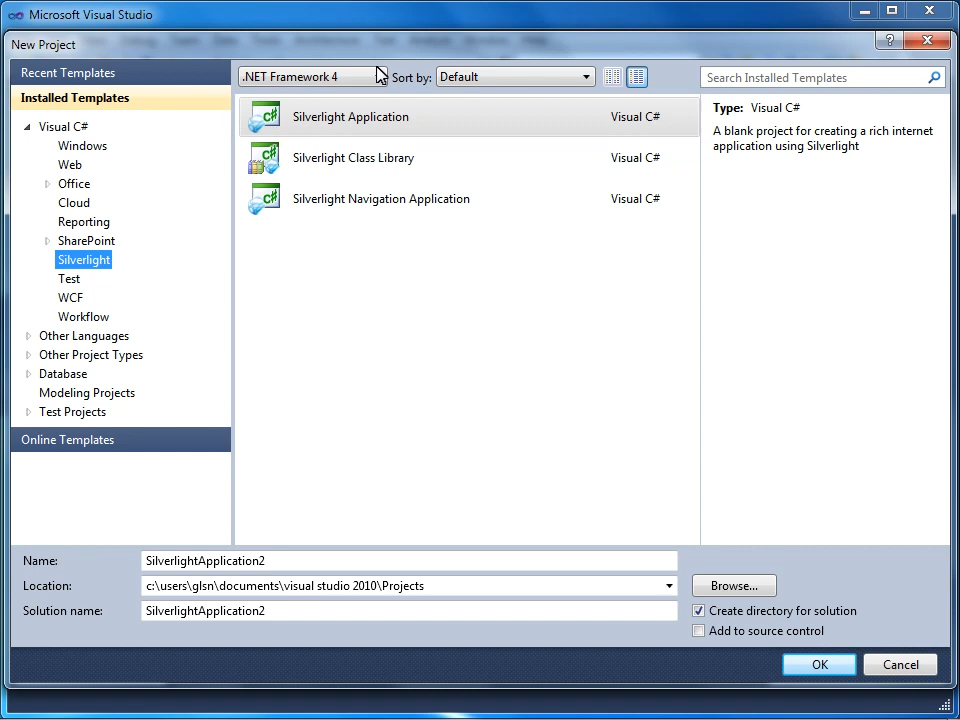 Microsoft Visual Studio
New Project
Recent Templates
Installed Templates
Visual C#
Windows
Web
Office
Cloud
Reporting
SharePoint
Silverlight
Test
WCF
Workflow
Other Languages
Other Project Types
Database
Modeling Projects
Test Projects
Online Templates
.NET Framework 4
Sort by:
Default
Silverlight Application Visual C#
Silverlight Class Library Visual C#
Silverlight Navigation Application Visual C#
Search Installed Templates
Type: Visual C#
A blank project for creating a rich internet
application using Silverlight
Name: SilverlightApplication2
Location: c:\users\glsn\documents\visual studio 2010\Projects
Browse...
Solution name: SilverlightApplication2
Create directory for solution
Add to source control
OK
Cancel